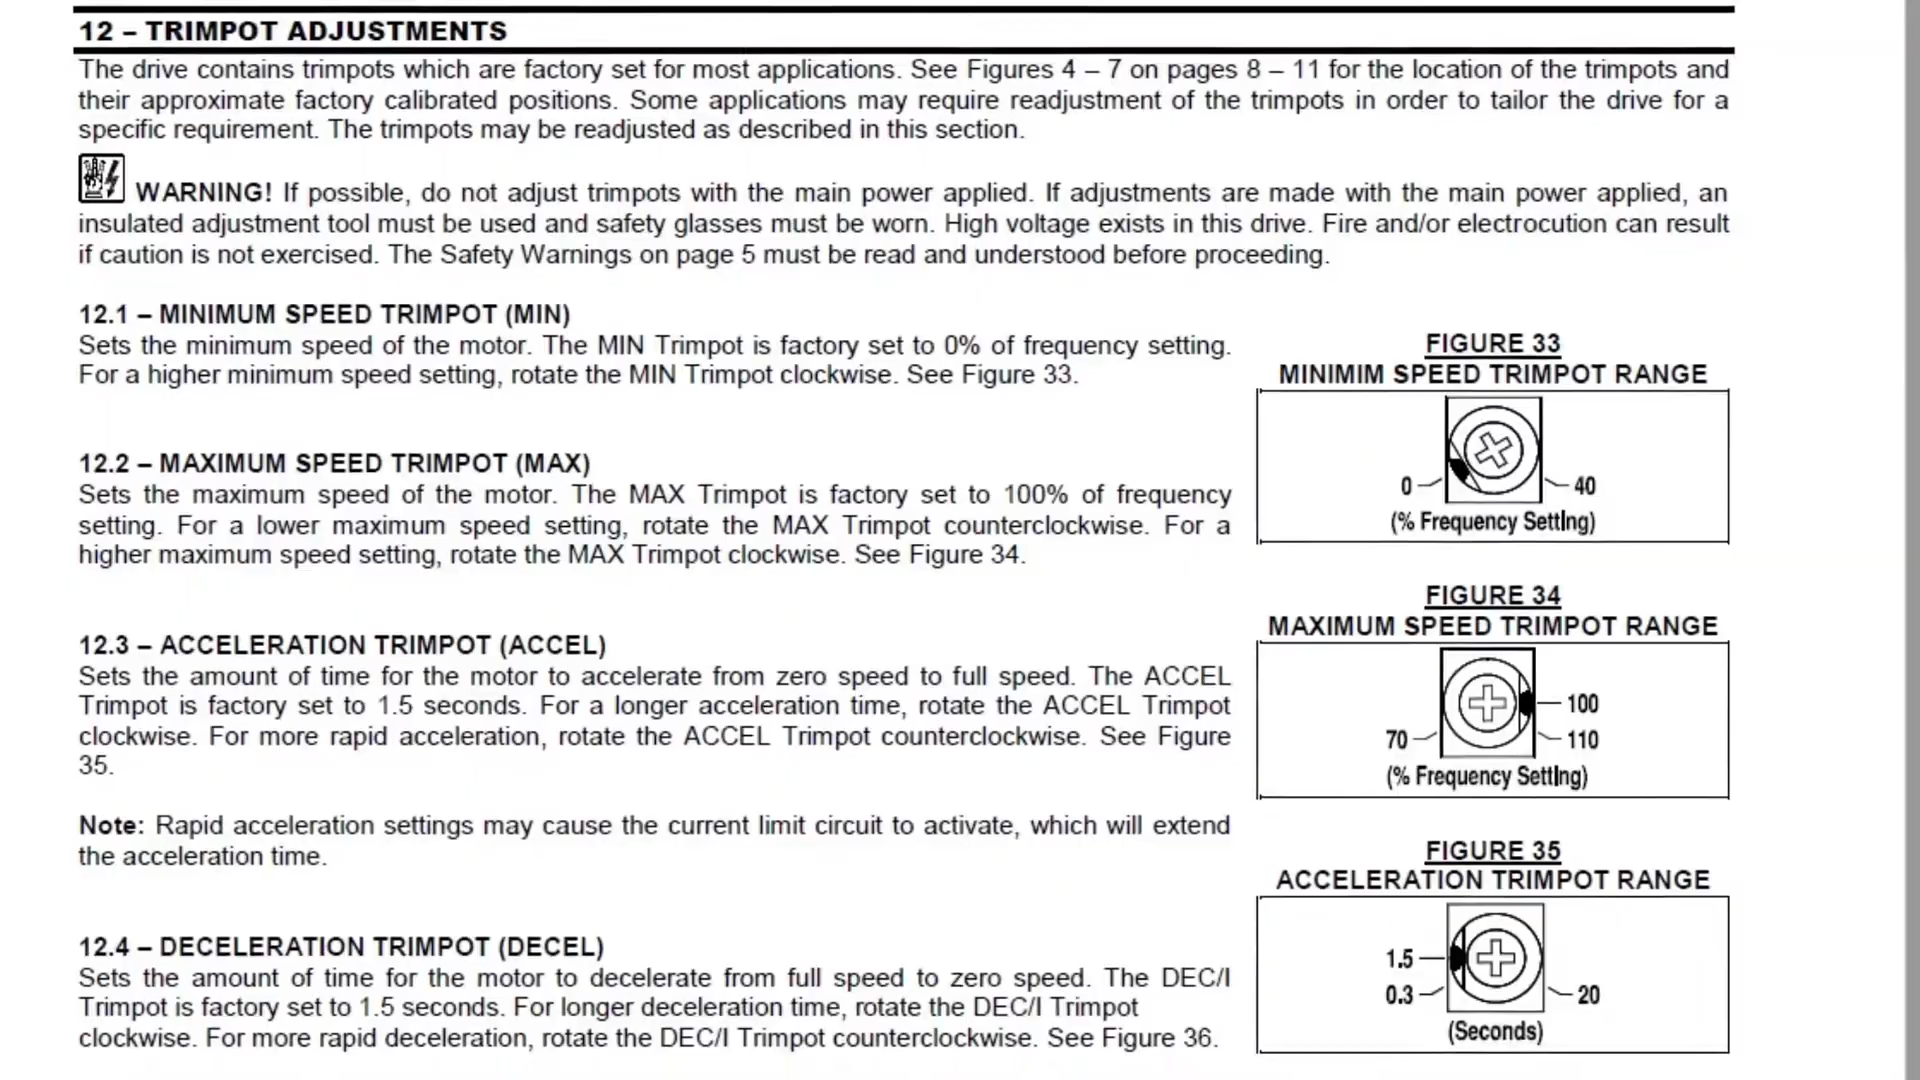 12 – TRIMPOT ADJUSTMENTS
The drive contains trimpots which are factory set for most applications. See Figures 4 – 7 on pages 8 – 11 for the location of the trimpots and
their approximate factory calibrated positions. Some applications may require readjustment of the trimpots in order to tailor the drive for a
specific requirement. The trimpots may be readjusted as described in this section.
WARNING! If possible, do not adjust trimpots with the main power applied. If adjustments are made with the main power applied, an
insulated adjustment tool must be used and safety glasses must be worn. High voltage exists in this drive. Fire and/or electrocution can result
if caution is not exercised. The Safety Warnings on page 5 must be read and understood before proceeding.
12.1 – MINIMUM SPEED TRIMPOT (MIN)
Sets the minimum speed of the motor. The MIN Trimpot is factory set to 0% of frequency setting.
For a higher minimum speed setting, rotate the MIN Trimpot clockwise. See Figure 33.
FIGURE 33
MINIMIM SPEED TRIMPOT RANGE
0
40
(% Frequency Setting)
12.2 – MAXIMUM SPEED TRIMPOT (MAX)
Sets the maximum speed of the motor. The MAX Trimpot is factory set to 100% of frequency
setting. For a lower maximum speed setting, rotate the MAX Trimpot counterclockwise. For a
higher maximum speed setting, rotate the MAX Trimpot clockwise. See Figure 34.
FIGURE 34
MAXIMUM SPEED TRIMPOT RANGE
100
70
110
(% Frequency Setting)
12.3 – ACCELERATION TRIMPOT (ACCEL)
Sets the amount of time for the motor to accelerate from zero speed to full speed. The ACCEL
Trimpot is factory set to 1.5 seconds. For a longer acceleration time, rotate the ACCEL Trimpot
clockwise. For more rapid acceleration, rotate the ACCEL Trimpot counterclockwise. See Figure
35.
Note: Rapid acceleration settings may cause the current limit circuit to activate, which will extend
the acceleration time.
FIGURE 35
ACCELERATION TRIMPOT RANGE
1.5
0.3
20
(Seconds)
12.4 – DECELERATION TRIMPOT (DECEL)
Sets the amount of time for the motor to decelerate from full speed to zero speed. The DEC/I
Trimpot is factory set to 1.5 seconds. For longer deceleration time, rotate the DEC/I Trimpot
clockwise. For more rapid deceleration, rotate the DEC/I Trimpot counterclockwise. See Figure 36.